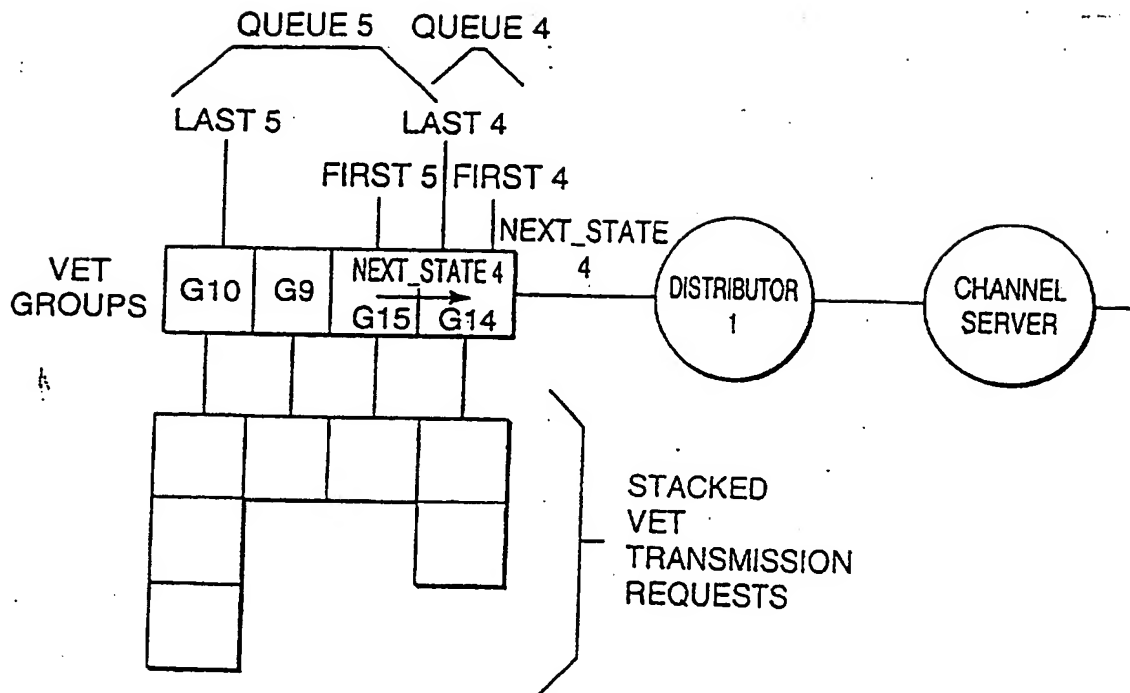 QUEUE 5 QUEUE 4
LAST 5 LAST 4
FIRST 5 FIRST 4
NEXT_STATE
4
VET
GROUPS
G10 G9 NEXT_STATE 4
G15 G14
DISTRIBUTOR
1
CHANNEL
SERVER
STACKED
VET
TRANSMISSION
REQUESTS